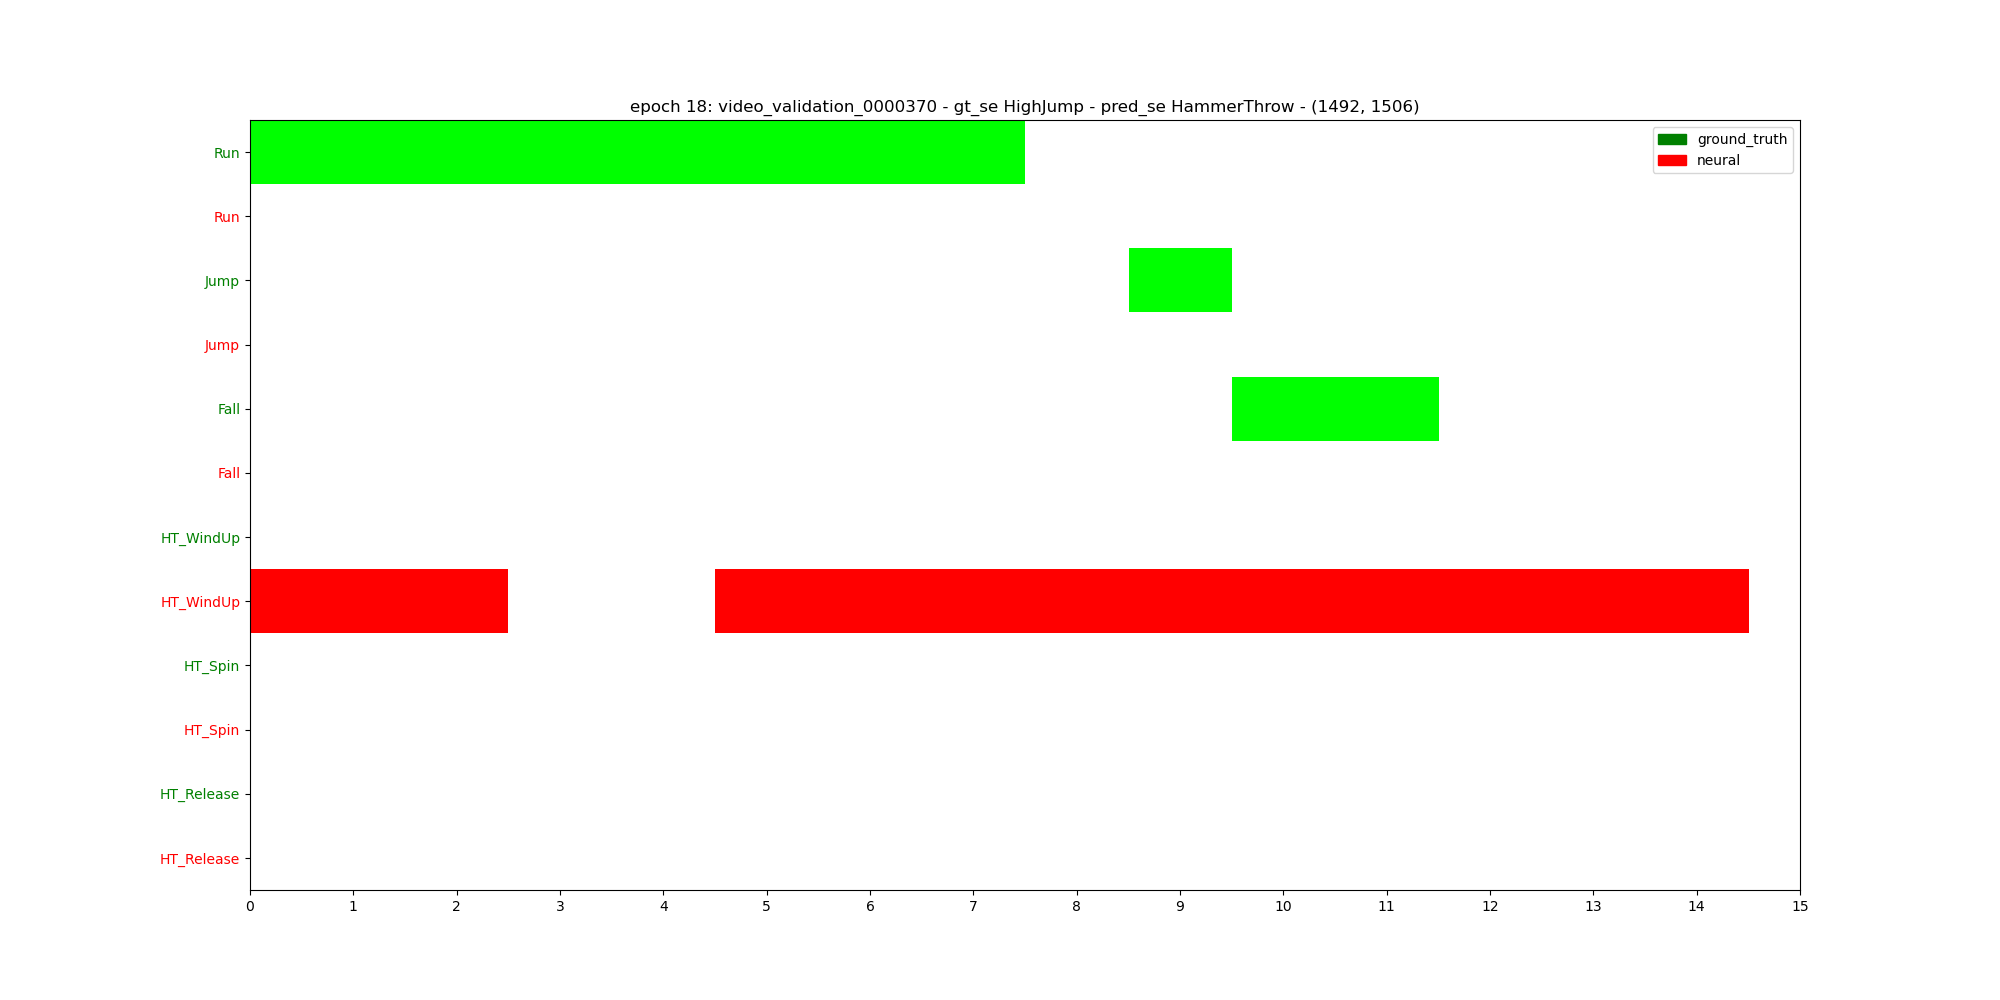 epoch 18: video_validation_0000370 - gt_se HighJump - pred_se HammerThrow - (1492, 1506)
ground_truth
neural
Run
Run
Jump
Jump
Fall
Fall
HT_WindUp
HT_WindUp
HT_Spin
HT_Spin
HT_Release
HT_Release
0 1 2 3 4 5 6 7 8 9 10 11 12 13 14 15